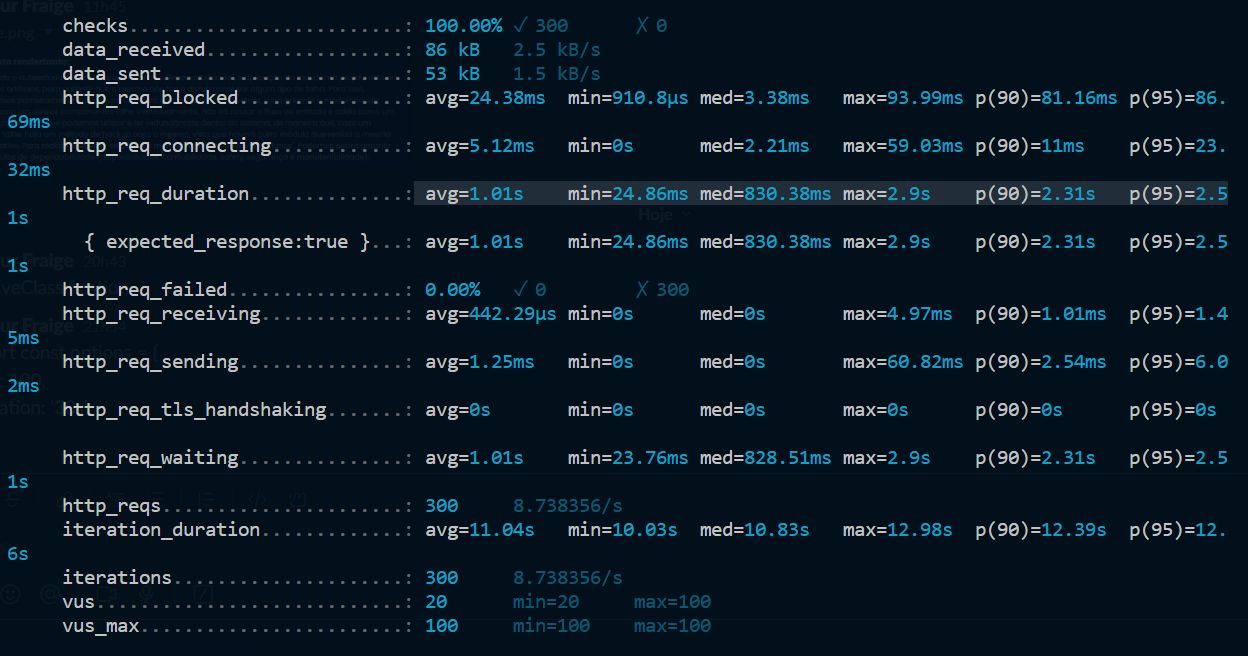 checks.........................: 100.00% ✓ 300 ✗ 0
data_received..................: 86 kB 2.5 kB/s
data_sent......................: 53 kB 1.5 kB/s
http_req_blocked...............: avg=24.38ms min=910.8µs med=3.38ms max=93.99ms p(90)=81.16ms p(95)=86.
69ms
http_req_connecting............: avg=5.12ms min=0s med=2.21ms max=59.03ms p(90)=11ms p(95)=23.
32ms
http_req_duration..............: avg=1.01s min=24.86ms med=830.38ms max=2.9s p(90)=2.31s p(95)=2.5
1s
{ expected_response:true }...: avg=1.01s min=24.86ms med=830.38ms max=2.9s p(90)=2.31s p(95)=2.5
1s
http_req_failed................: 0.00% ✓ 0 ✗ 300
http_req_receiving.............: avg=442.29µs min=0s med=0s max=4.97ms p(90)=1.01ms p(95)=1.4
5ms
http_req_sending...............: avg=1.25ms min=0s med=0s max=60.82ms p(90)=2.54ms p(95)=6.0
2ms
http_req_tls_handshaking.......: avg=0s min=0s med=0s max=0s p(90)=0s p(95)=0s
http_req_waiting...............: avg=1.01s min=23.76ms med=828.51ms max=2.9s p(90)=2.31s p(95)=2.5
1s
http_reqs......................: 300 8.738356/s
iteration_duration.............: avg=11.04s min=10.03s med=10.83s max=12.98s p(90)=12.39s p(95)=12.
6s
iterations.....................: 300 8.738356/s
vus............................: 20 min=20 max=100
vus_max........................: 100 min=100 max=100